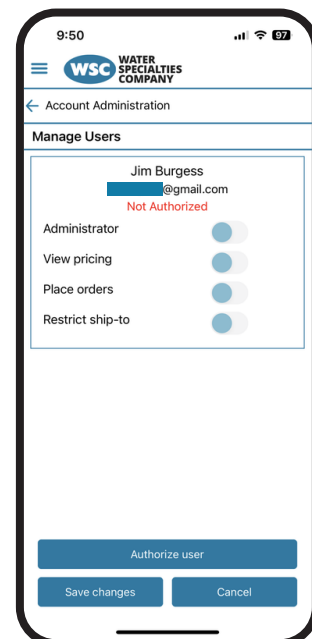 9:50 97
WSC WATER
SPECIALTIES
COMPANY
← Account Administration
Manage Users
Jim Burgess
@gmail.com
Not Authorized
Administrator
View pricing
Place orders
Restrict ship-to
Authorize user
Save changes Cancel